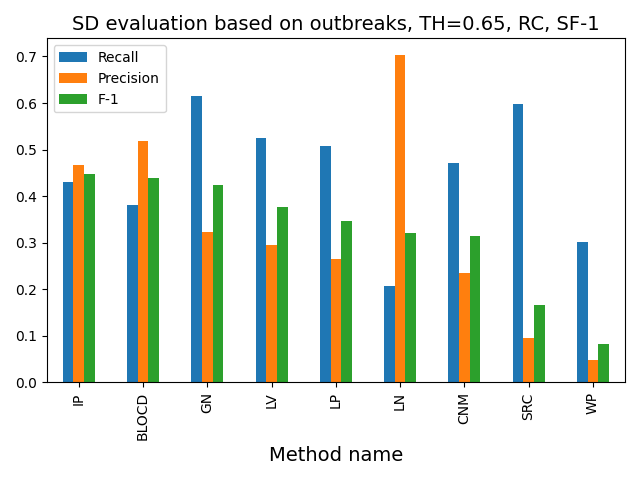 SD evaluation based on outbreaks, TH=0.65, RC, SF-1
Recall
Precision
F-1
0.7
0.6
0.5
0.4
0.3
0.2
0.1
0.0
IP
BLOCD
GN
LV
LP
LN
CNM
SRC
WP
Method name